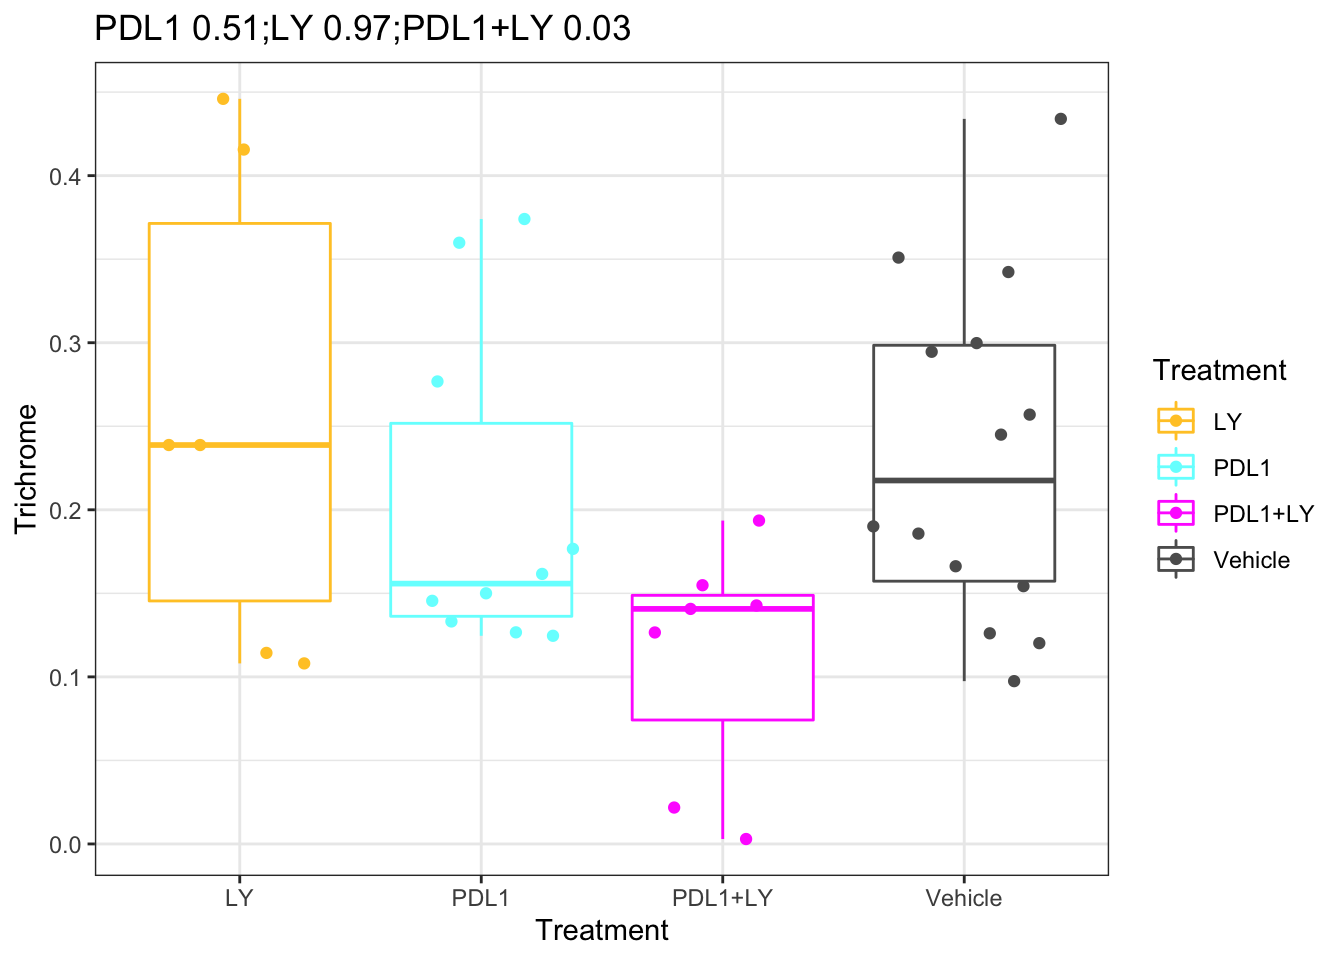 PDL1 0.51;LY 0.97;PDL1+LY 0.03
Trichrome
0.4
0.3
0.2
0.1
0.0
LY
PDL1
PDL1+LY
Vehicle
Treatment
Treatment
LY
PDL1
PDL1+LY
Vehicle